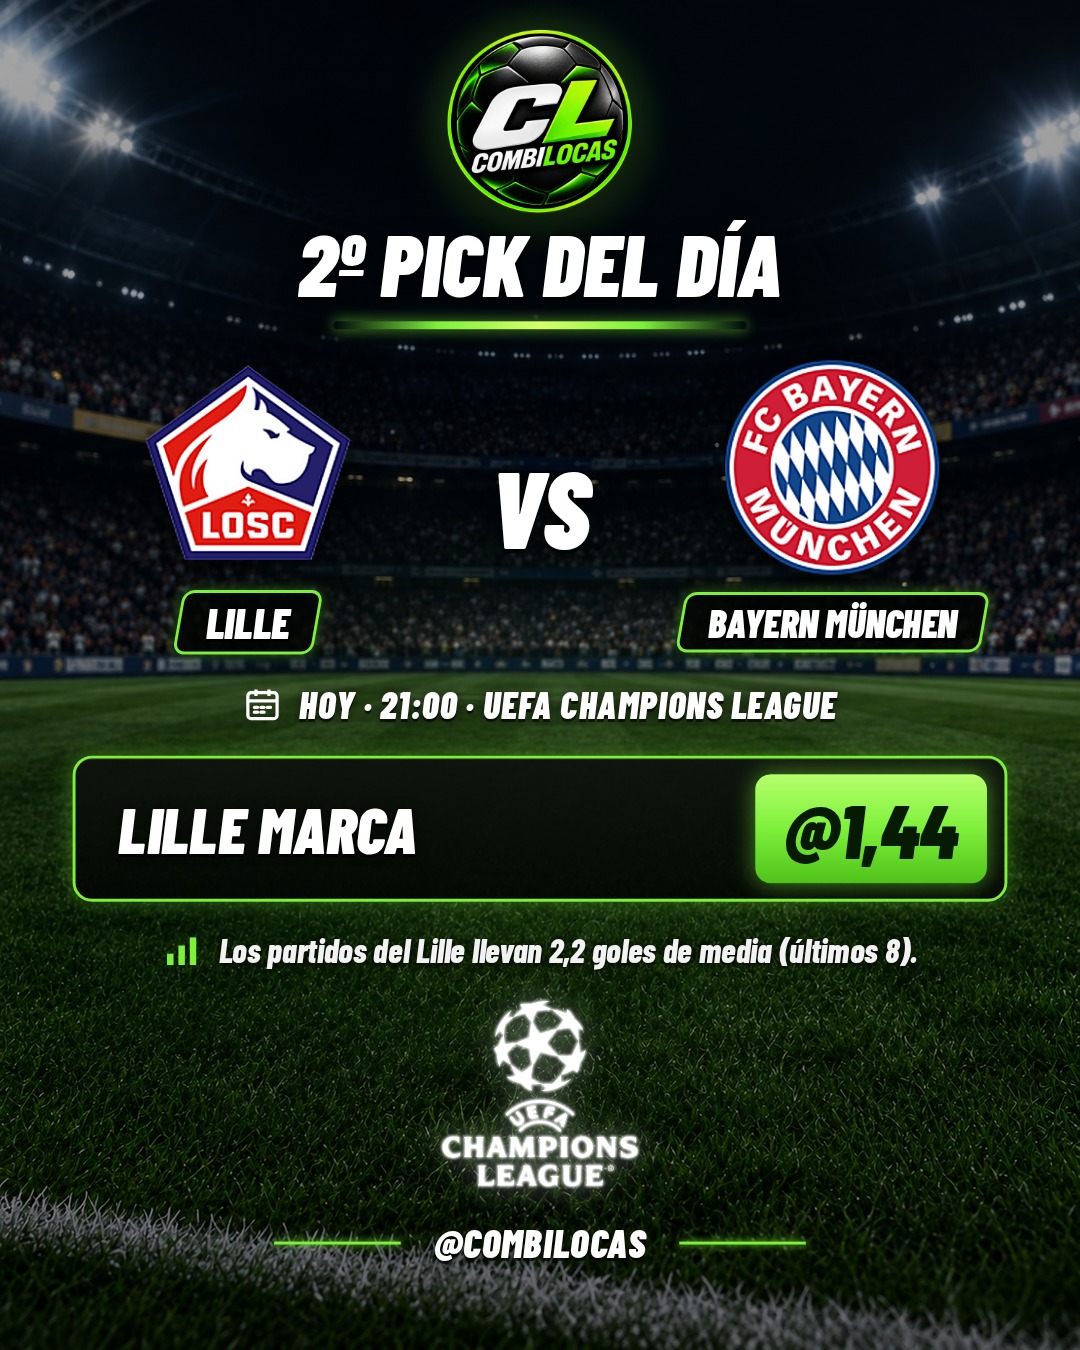 CL
COMBILOCAS
2º PICK DEL DÍA
LOSC
FC BAYERN
MÜNCHEN
VS
LILLE
BAYERN MÜNCHEN
HOY · 21:00 · UEFA CHAMPIONS LEAGUE
LILLE MARCA
@1,44
Los partidos del Lille llevan 2,2 goles de media (últimos 8).
UEFA
CHAMPIONS
LEAGUE®
@COMBILOCAS